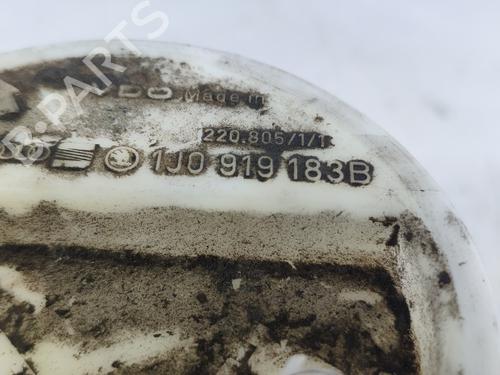 B-PARTS
DO Made in
220.805/1/1
1J0 919 183B